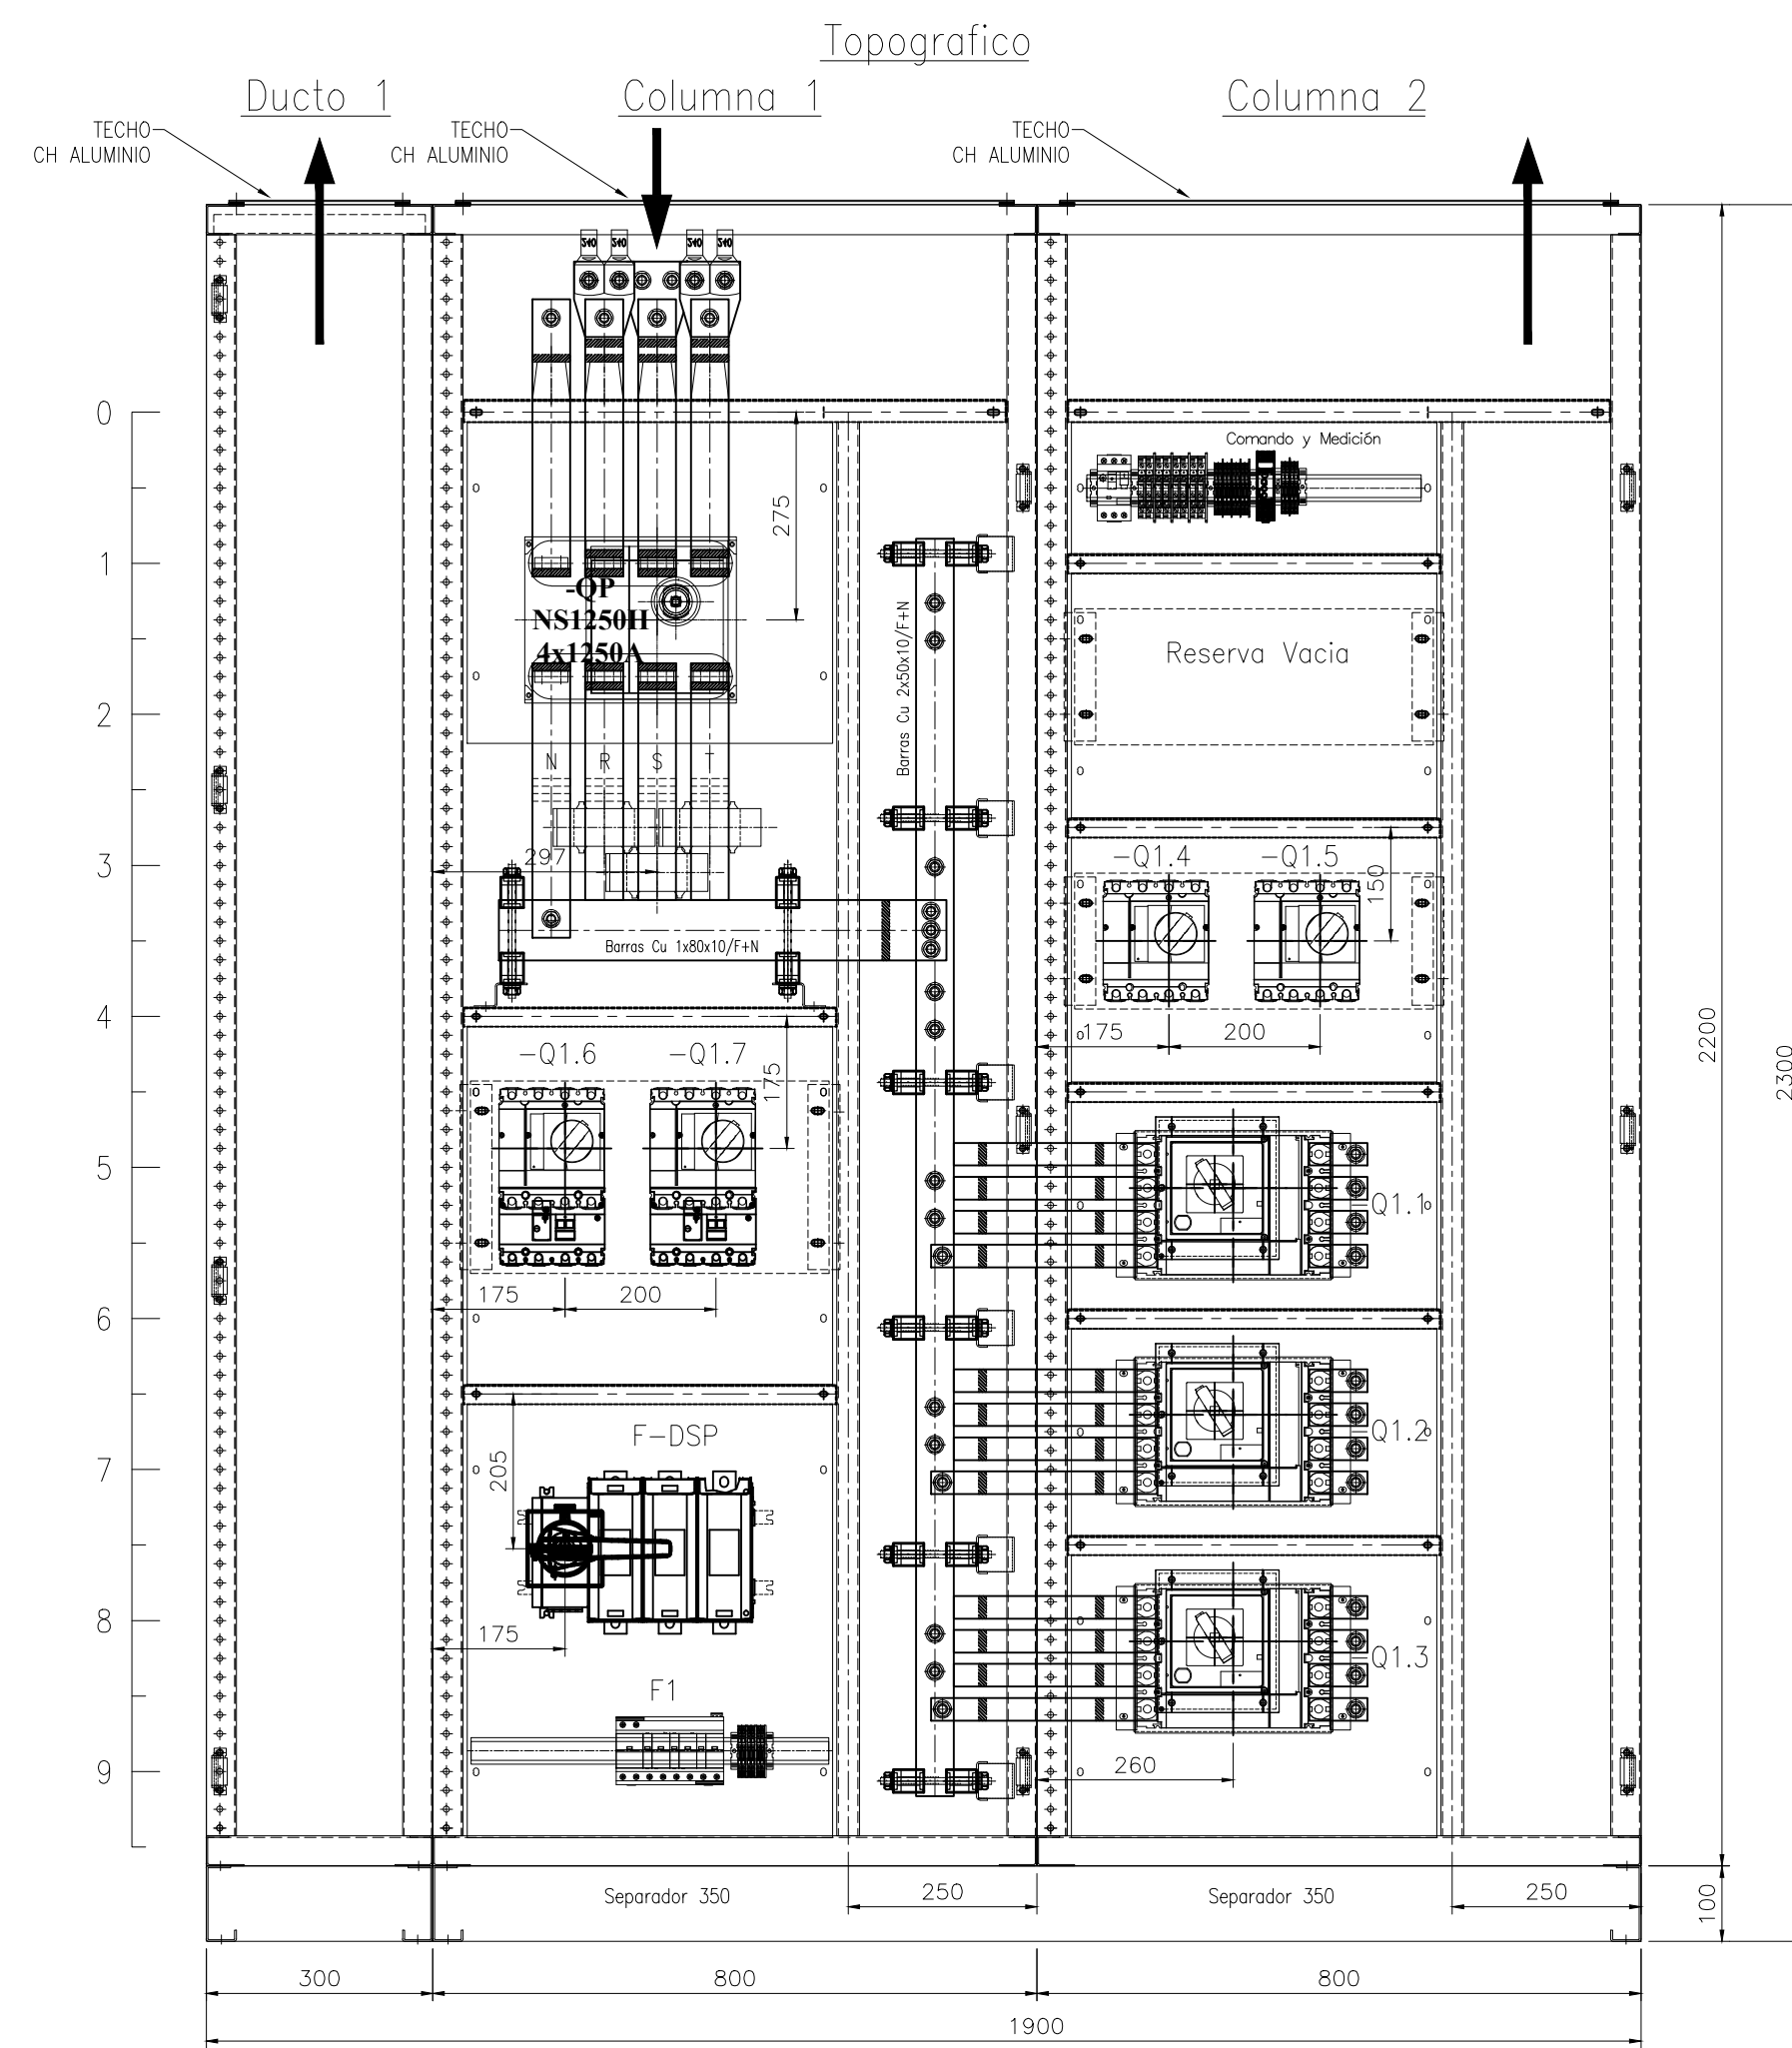 Topografico
Ducto 1
Columna 1
Columna 2
TECHO
CH ALUMINIO
TECHO
CH ALUMINIO
TECHO
CH ALUMINIO
240
240
240
240
0
1
2
3
4
5
6
7
8
9
275
-QP
NS1250H
4x1250A
N
R
S
T
297
Barras Cu 2x50x10/F+N
Barras Cu 1x80x10/F+N
-Q1.6
-Q1.7
175
175
200
F-DSP
205
175
F1
Comando y Medición
Reserva Vacia
-Q1.4
-Q1.5
150
175
200
-Q1.1
-Q1.2
-Q1.3
260
Separador 350
250
Separador 350
250
2200
2300
100
300
800
800
1900